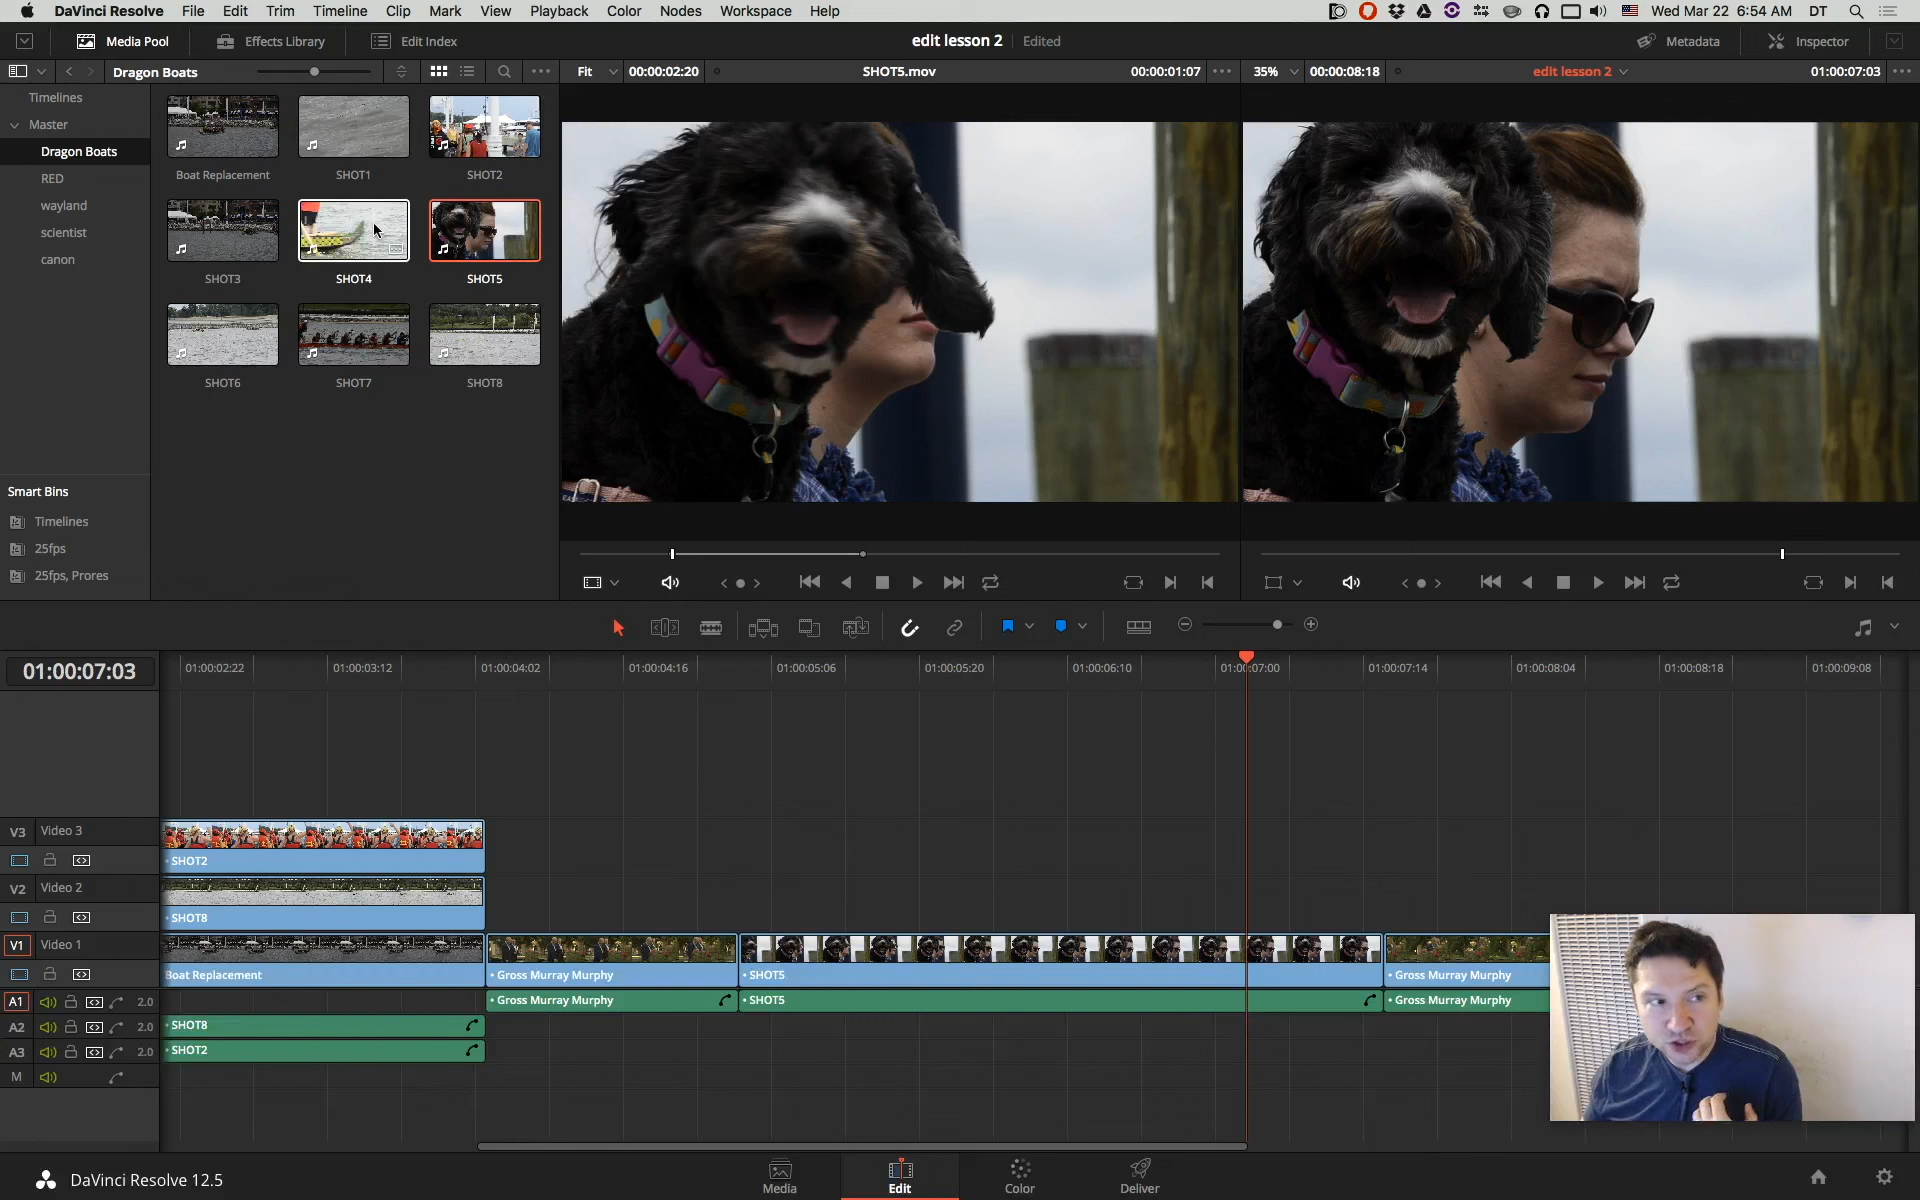 DaVinci Resolve File Edit Trim Timeline Clip Mark View Playback Color Nodes Workspace Help Wed Mar 22 6:54 AM DT
Media Pool Effects Library Edit Index edit lesson 2 Edited Metadata Inspector
Dragon Boats Fit 00:00:02:20 SHOT5.mov 00:00:01:07 35% 00:00:08:18 edit lesson 2 01:00:07:03
Timelines
Master
Dragon Boats
RED
wayland
scientist
canon
Boat Replacement SHOT1 SHOT2
SHOT3 SHOT4 SHOT5
SHOT6 SHOT7 SHOT8
Smart Bins
Timelines
25fps
25fps, Prores
01:00:07:03
01:00:02:22 01:00:03:12 01:00:04:02 01:00:04:16 01:00:05:06 01:00:05:20 01:00:06:10 01:00:07:00 01:00:07:14 01:00:08:04 01:00:08:18 01:00:09:08
V3 Video 3
SHOT2
V2 Video 2
SHOT8
V1 Video 1
Boat Replacement Gross Murray Murphy SHOT5 Gross Murray Murphy
A1 2.0 Gross Murray Murphy SHOT5 Gross Murray Murphy
A2 2.0 SHOT8
A3 2.0 SHOT2
M
DaVinci Resolve 12.5
Media Edit Color Deliver